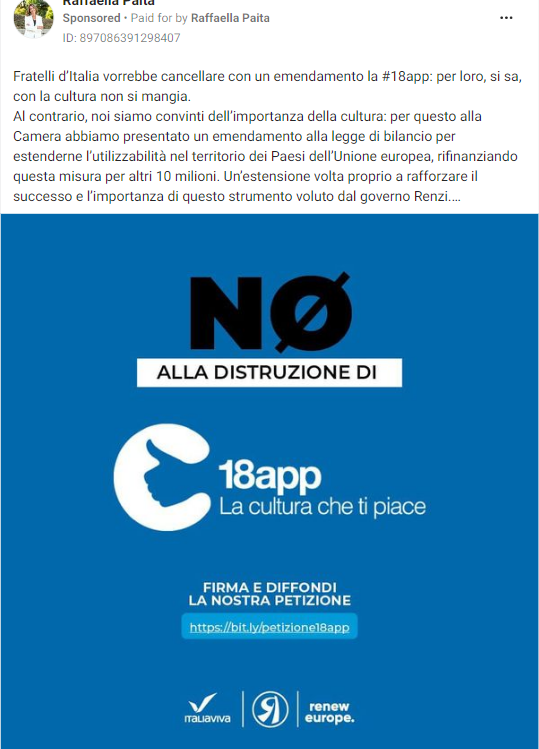 Raffaella Paita
Sponsored • Paid for by Raffaella Paita
ID: 897086391298407
Fratelli d'Italia vorrebbe cancellare con un emendamento la #18app: per loro, si sa,
con la cultura non si mangia.
Al contrario, noi siamo convinti dell'importanza della cultura: per questo alla
Camera abbiamo presentato un emendamento alla legge di bilancio per
estenderne l'utilizzabilità nel territorio dei Paesi dell'Unione europea, rifinanziando
questa misura per altri 10 milioni. Un'estensione volta proprio a rafforzare il
successo e l'importanza di questo strumento voluto dal governo Renzi....
NØ
ALLA DISTRUZIONE DI
18app
La cultura che ti piace
FIRMA E DIFFONDI
LA NOSTRA PETIZIONE
https://bit.ly/petizione18app
ITALIAVIVA
renew
europe.